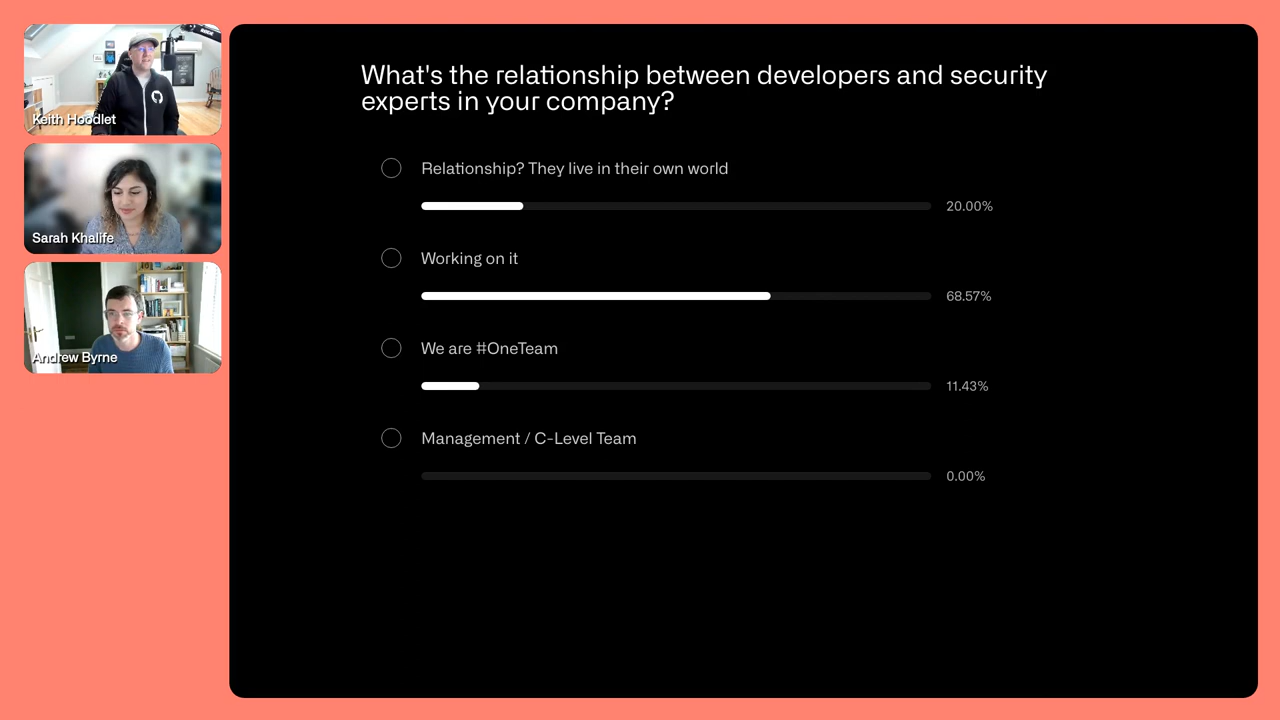 Keith Hoodlet
Sarah Khalife
Andrew Byrne
What's the relationship between developers and security
experts in your company?
Relationship? They live in their own world
20.00%
Working on it
68.57%
We are #OneTeam
11.43%
Management / C-Level Team
0.00%